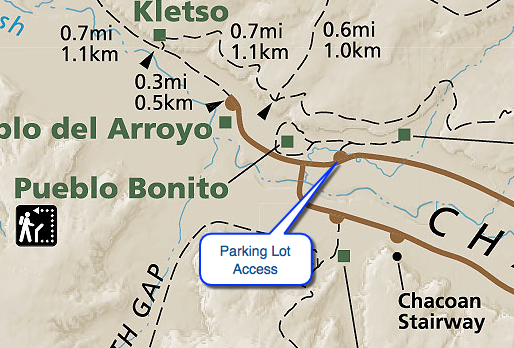 Kletso
0.7mi
1.1km
0.7mi
1.1km
0.6mi
1.0km
0.3mi
0.5km
blo del Arroyo
Pueblo Bonito
Parking Lot
Access
CH
TH GAP
Chacoan
Stairway